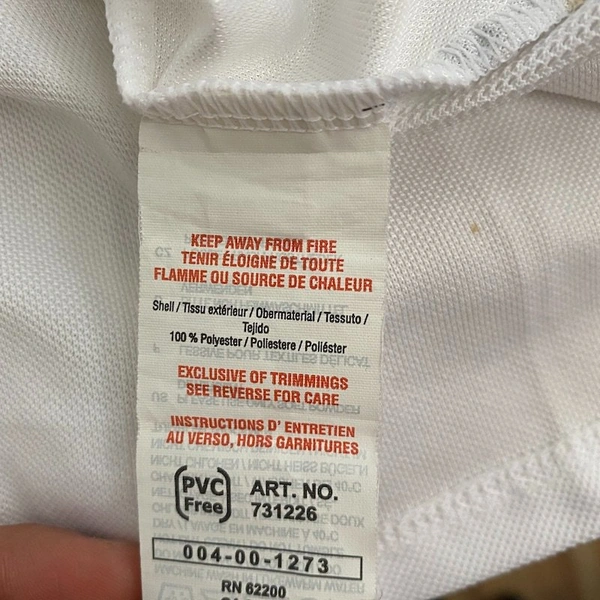 KEEP AWAY FROM FIRE
TENIR ÉLOIGNE DE TOUTE
FLAMME OU SOURCE DE CHALEUR
Shell / Tissu extérieur / Obermaterial / Tessuto /
Tejido
100 % Polyester / Poliestere / Poliéster
EXCLUSIVE OF TRIMMINGS
SEE REVERSE FOR CARE
INSTRUCTIONS D' ENTRETIEN
AU VERSO, HORS GARNITURES
PVC
Free
ART. NO.
731226
004-00-1273
RN 62200